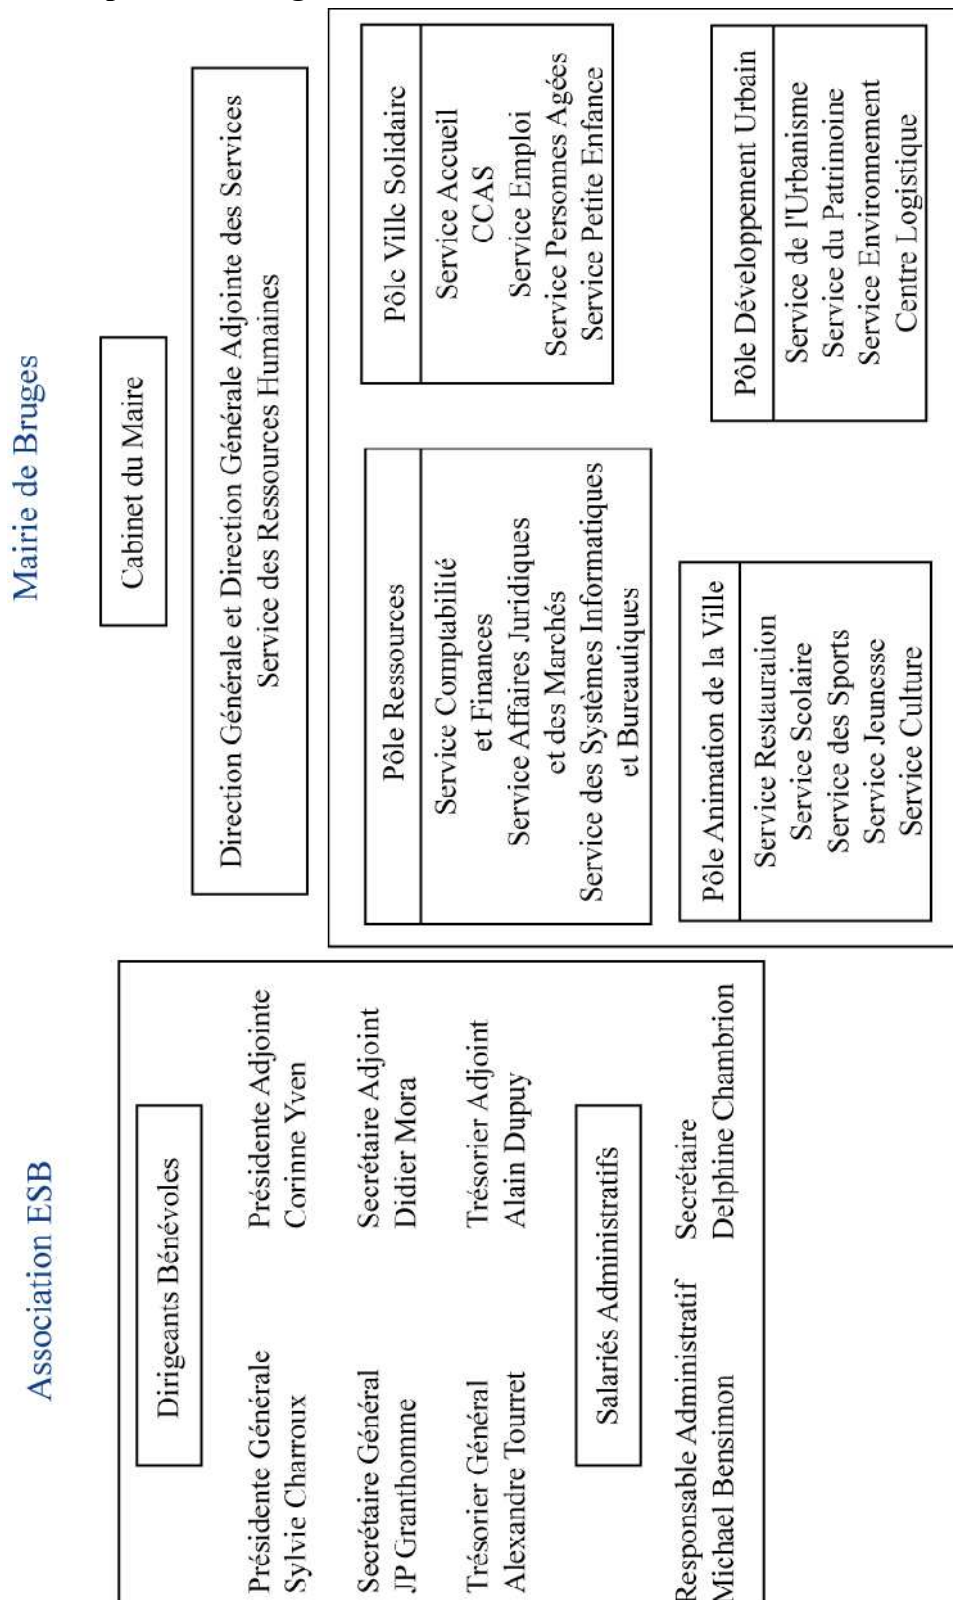 Association ESB
Dirigeants Bénévoles
Présidente Générale
Sylvie Charroux
Présidente Adjointe
Corinne Yven
Secrétaire Général
JP Granthomme
Secrétaire Adjoint
Didier Mora
Trésorier Général
Alexandre Tourret
Trésorier Adjoint
Alain Dupuy
Salariés Administratifs
Responsable Administratif
Michael Bensimon
Secrétaire
Delphine Chambrion
Mairie de Bruges
Cabinet du Maire
Direction Générale et Direction Générale Adjointe des Services
Service des Ressources Humaines
Pôle Ressources
Service Comptabilité
et Finances
Service Affaires Juridiques
et des Marchés
Service des Systèmes Informatiques
et Bureautiques
Pôle Ville Solidaire
Service Accueil
CCAS
Service Emploi
Service Personnes Agées
Service Petite Enfance
Pôle Animation de la Ville
Service Restauration
Service Scolaire
Service des Sports
Service Jeunesse
Service Culture
Pôle Développement Urbain
Service de l'Urbanisme
Service du Patrimoine
Service Environnement
Centre Logistique